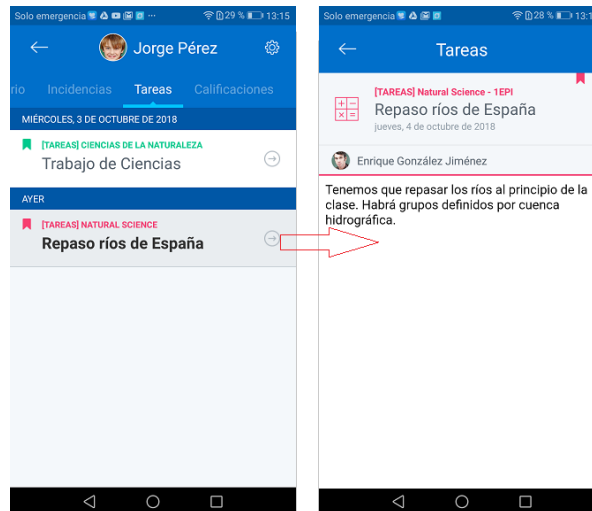 Solo emergencia 29 % 13:15
Jorge Pérez
rio Incidencias Tareas Calificaciones
MIÉRCOLES, 3 DE OCTUBRE DE 2018
[TAREAS] CIENCIAS DE LA NATURALEZA
Trabajo de Ciencias
AYER
[TAREAS] NATURAL SCIENCE
Repaso ríos de España
Solo emergencia 28 % 13:1
Tareas
[TAREAS] Natural Science - 1EPI
Repaso ríos de España
jueves, 4 de octubre de 2018
Enrique González Jiménez
Tenemos que repasar los ríos al principio de la
clase. Habrá grupos definidos por cuenca
hidrográfica.